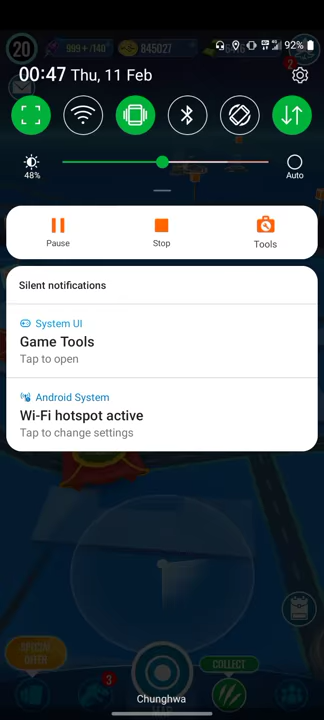 20
999+/140
845027
92%
2
00:47 Thu, 11 Feb
48%
Auto
Pause
Stop
Tools
Silent notifications
System UI
Game Tools
Tap to open
Android System
Wi-Fi hotspot active
Tap to change settings
SPECIAL
OFFER
3
COLLECT
Chunghwa